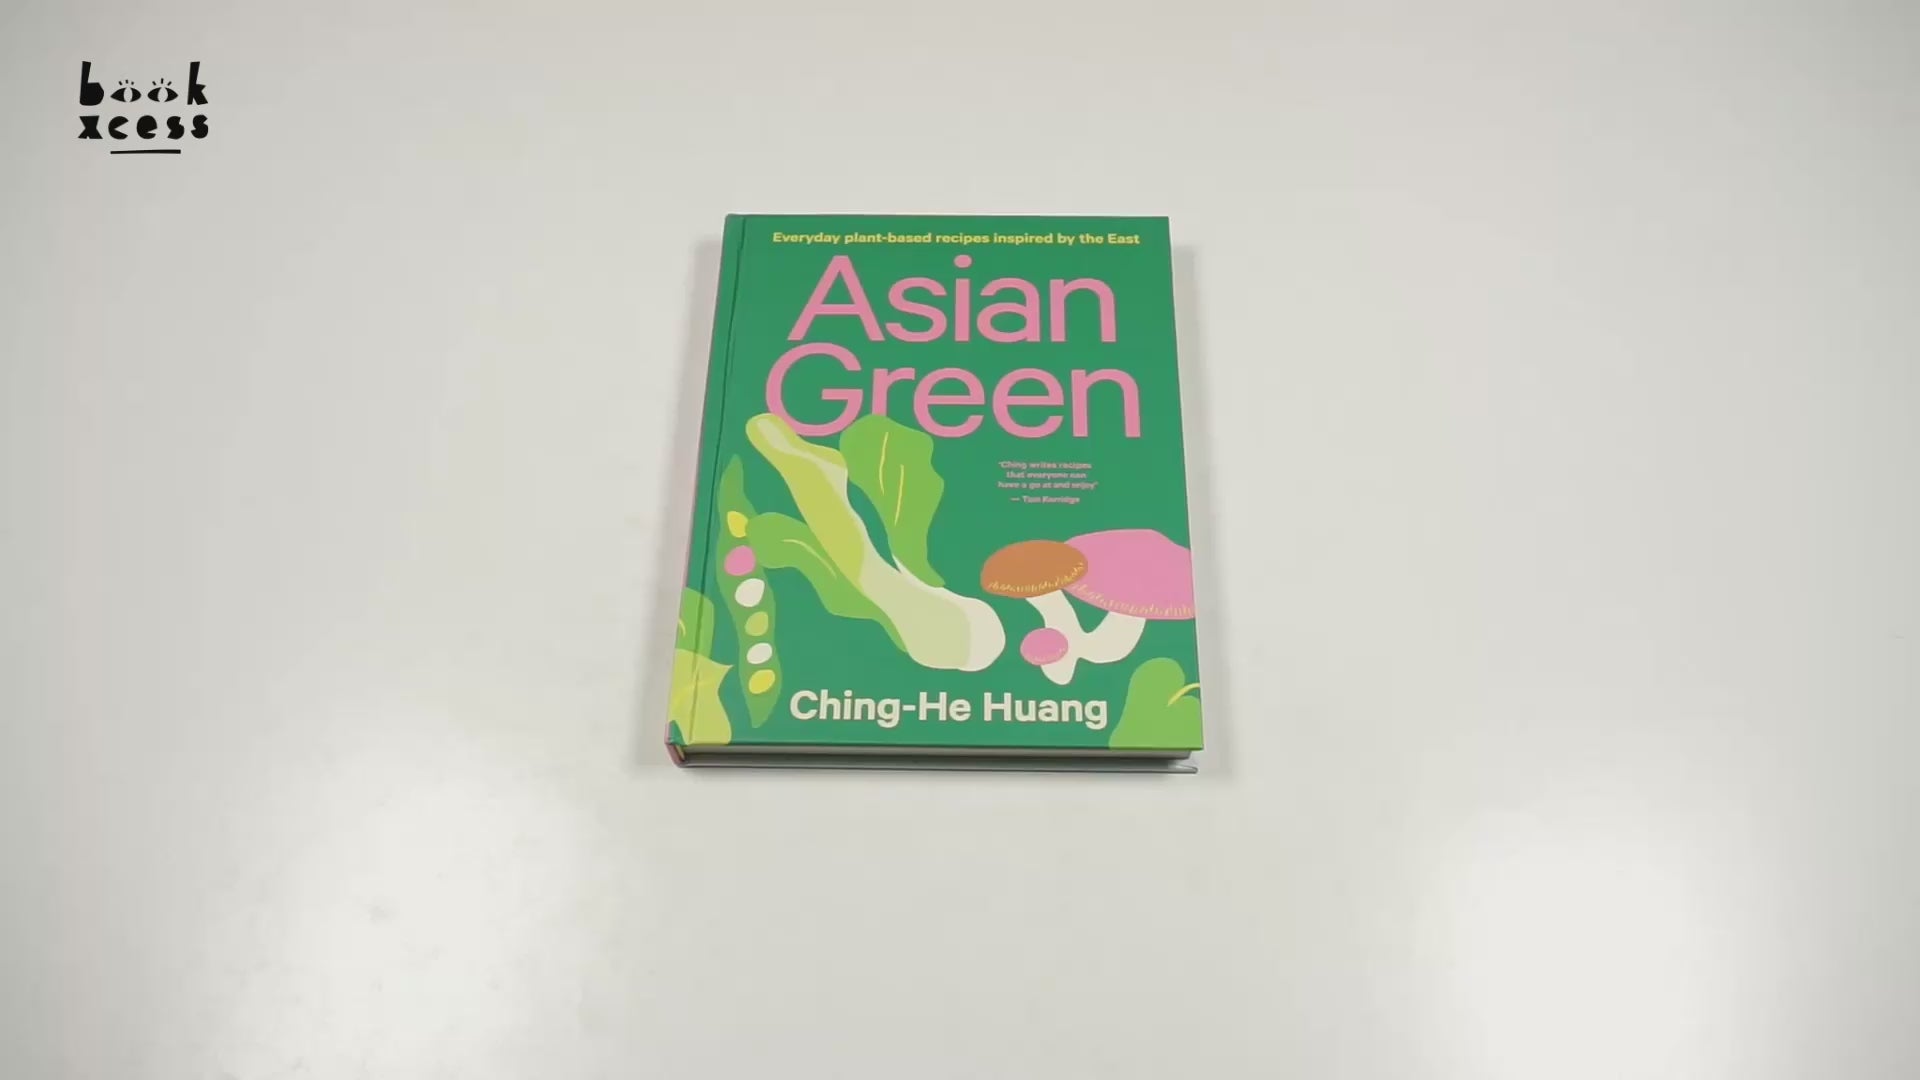 book
xcess
Everyday plant-based recipes inspired by the East
Asian
Green
'Ching writes recipes
that everyone can
have a go at and enjoy'
— Tom Kerridge
Ching-He Huang